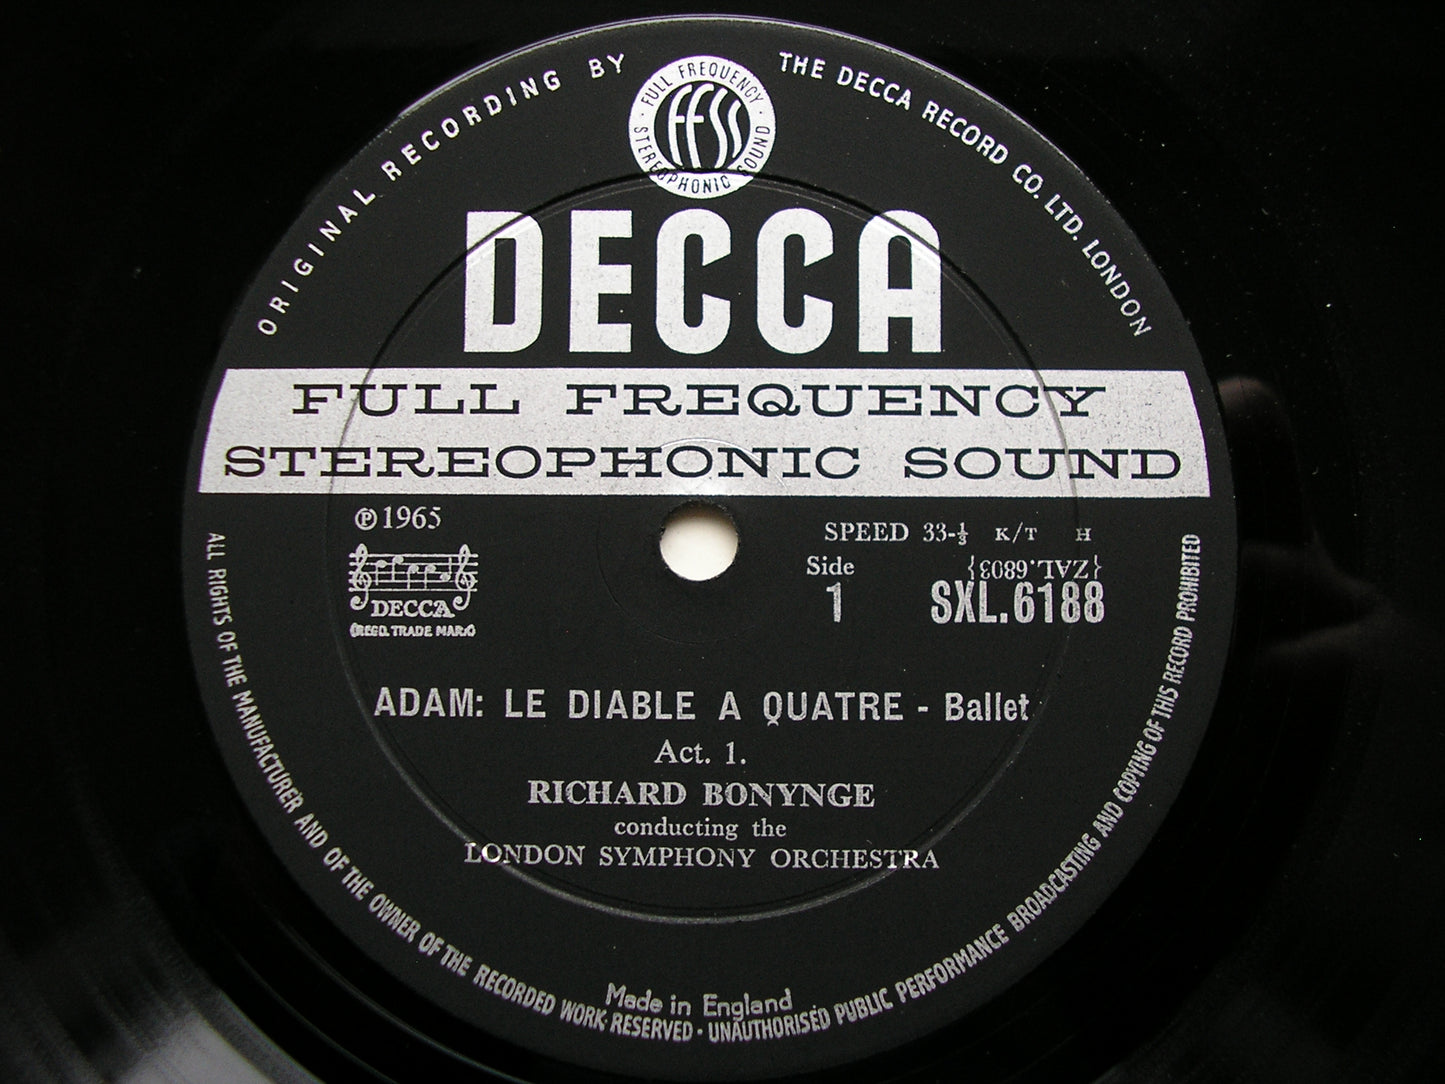 ORIGINAL RECORDING BY
THE DECCA RECORD CO. LTD. LONDON
FULL FREQUENCY
ffss
STEREOPHONIC SOUND
DECCA
FULL FREQUENCY
STEREOPHONIC SOUND
℗1965
DECCA
(REGD. TRADE MARK)
SPEED 33-⅓ K/T H
Side
1
{ZAL.6803}
SXL.6188
ADAM: LE DIABLE A QUATRE - Ballet
Act. 1.
RICHARD BONYNGE
conducting the
LONDON SYMPHONY ORCHESTRA
Made in England
ALL RIGHTS OF THE MANUFACTURER AND OF THE OWNER OF THE RECORDED WORK RESERVED · UNAUTHORISED PUBLIC PERFORMANCE BROADCASTING AND COPYING OF THIS RECORD PROHIBITED